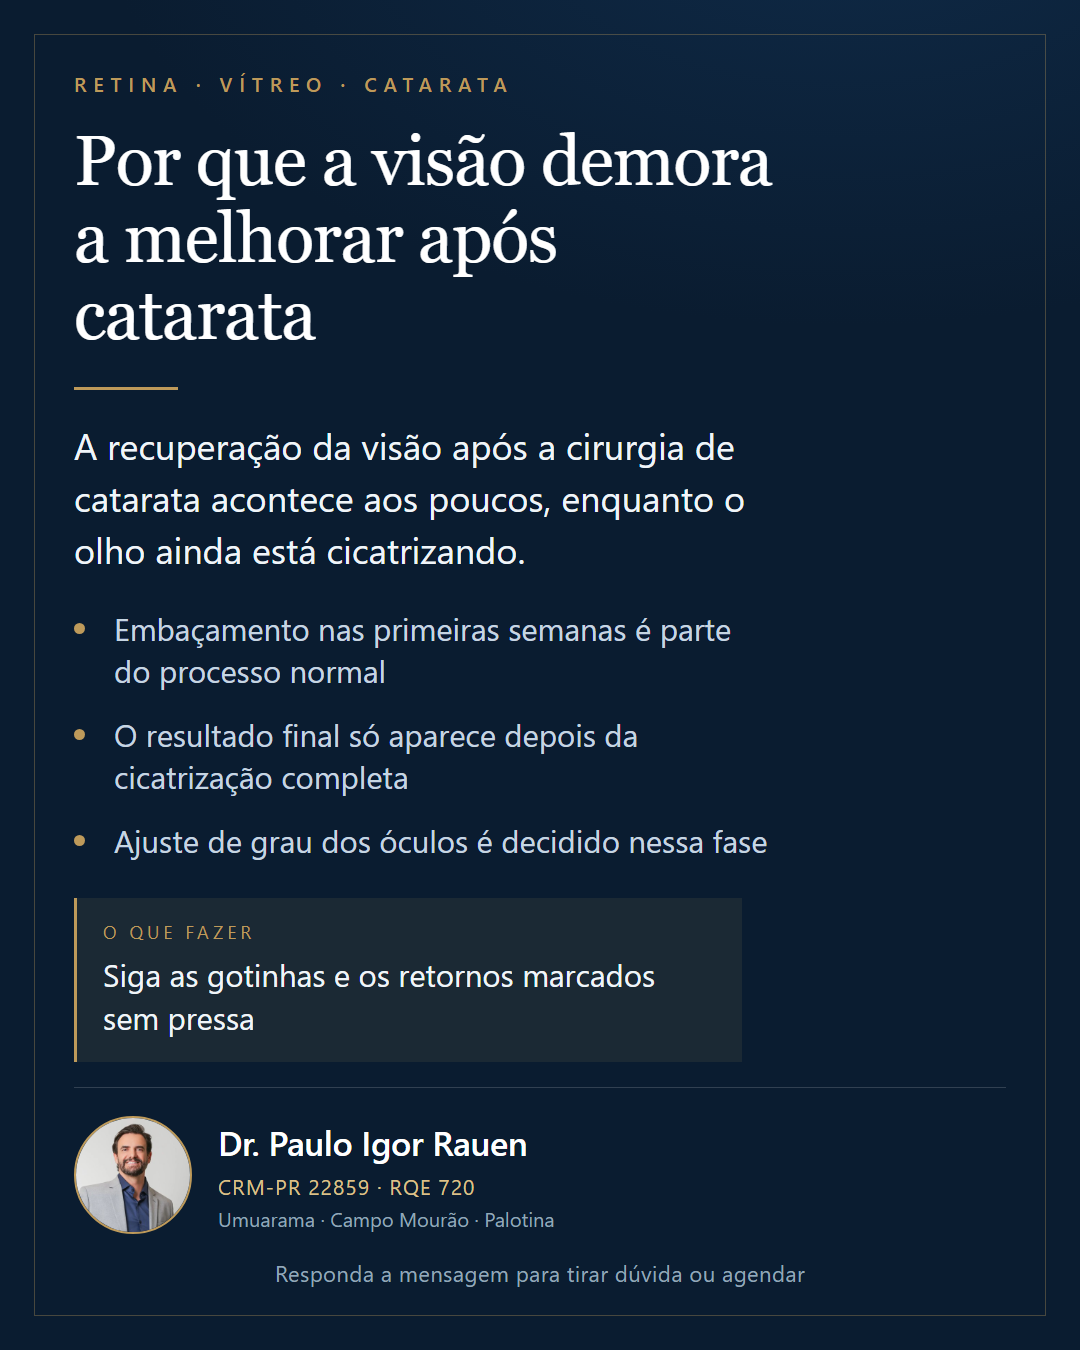 RETINA · VÍTREO · CATARATA
Por que a visão demora
a melhorar após
catarata
A recuperação da visão após a cirurgia de
catarata acontece aos poucos, enquanto o
olho ainda está cicatrizando.
• Embaçamento nas primeiras semanas é parte
do processo normal
• O resultado final só aparece depois da
cicatrização completa
• Ajuste de grau dos óculos é decidido nessa fase
O QUE FAZER
Siga as gotinhas e os retornos marcados
sem pressa
Dr. Paulo Igor Rauen
CRM-PR 22859 · RQE 720
Umuarama · Campo Mourão · Palotina
Responda a mensagem para tirar dúvida ou agendar